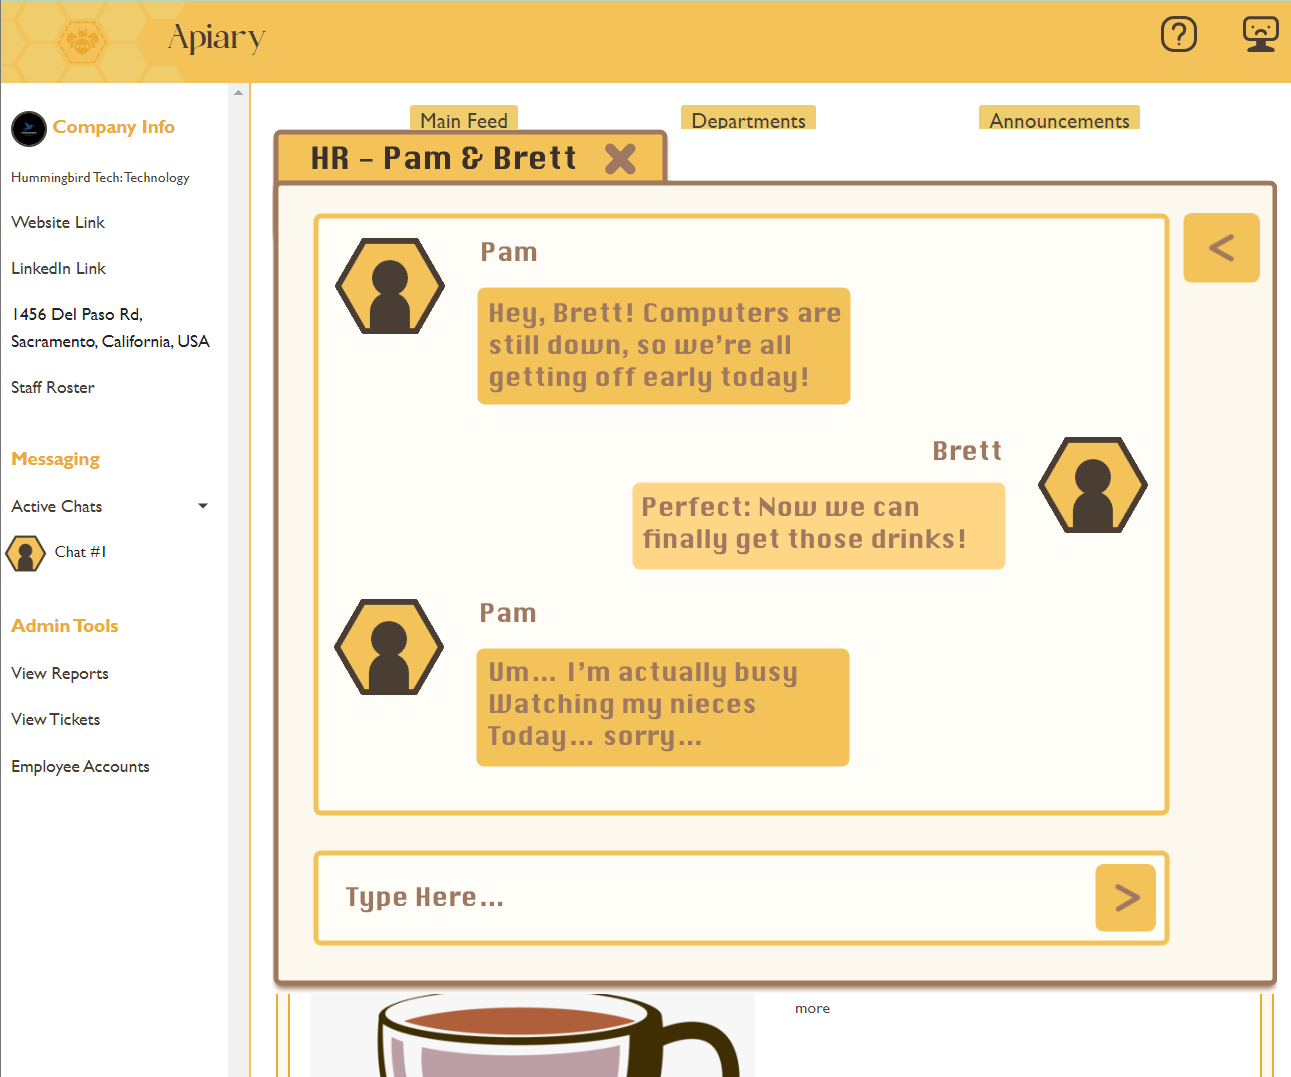 Apiary
?
Company Info
Hummingbird Tech: Technology
Website Link
LinkedIn Link
1456 Del Paso Rd,
Sacramento, California, USA
Staff Roster
Messaging
Active Chats
Chat #1
Admin Tools
View Reports
View Tickets
Employee Accounts
Main Feed
Departments
Announcements
HR - Pam & Brett
<
Pam
Hey, Brett! Computers are
still down, so we're all
getting off early today!
Brett
Perfect: Now we can
finally get those drinks!
Pam
Um... I'm actually busy
Watching my nieces
Today... sorry...
Type Here...
>
more